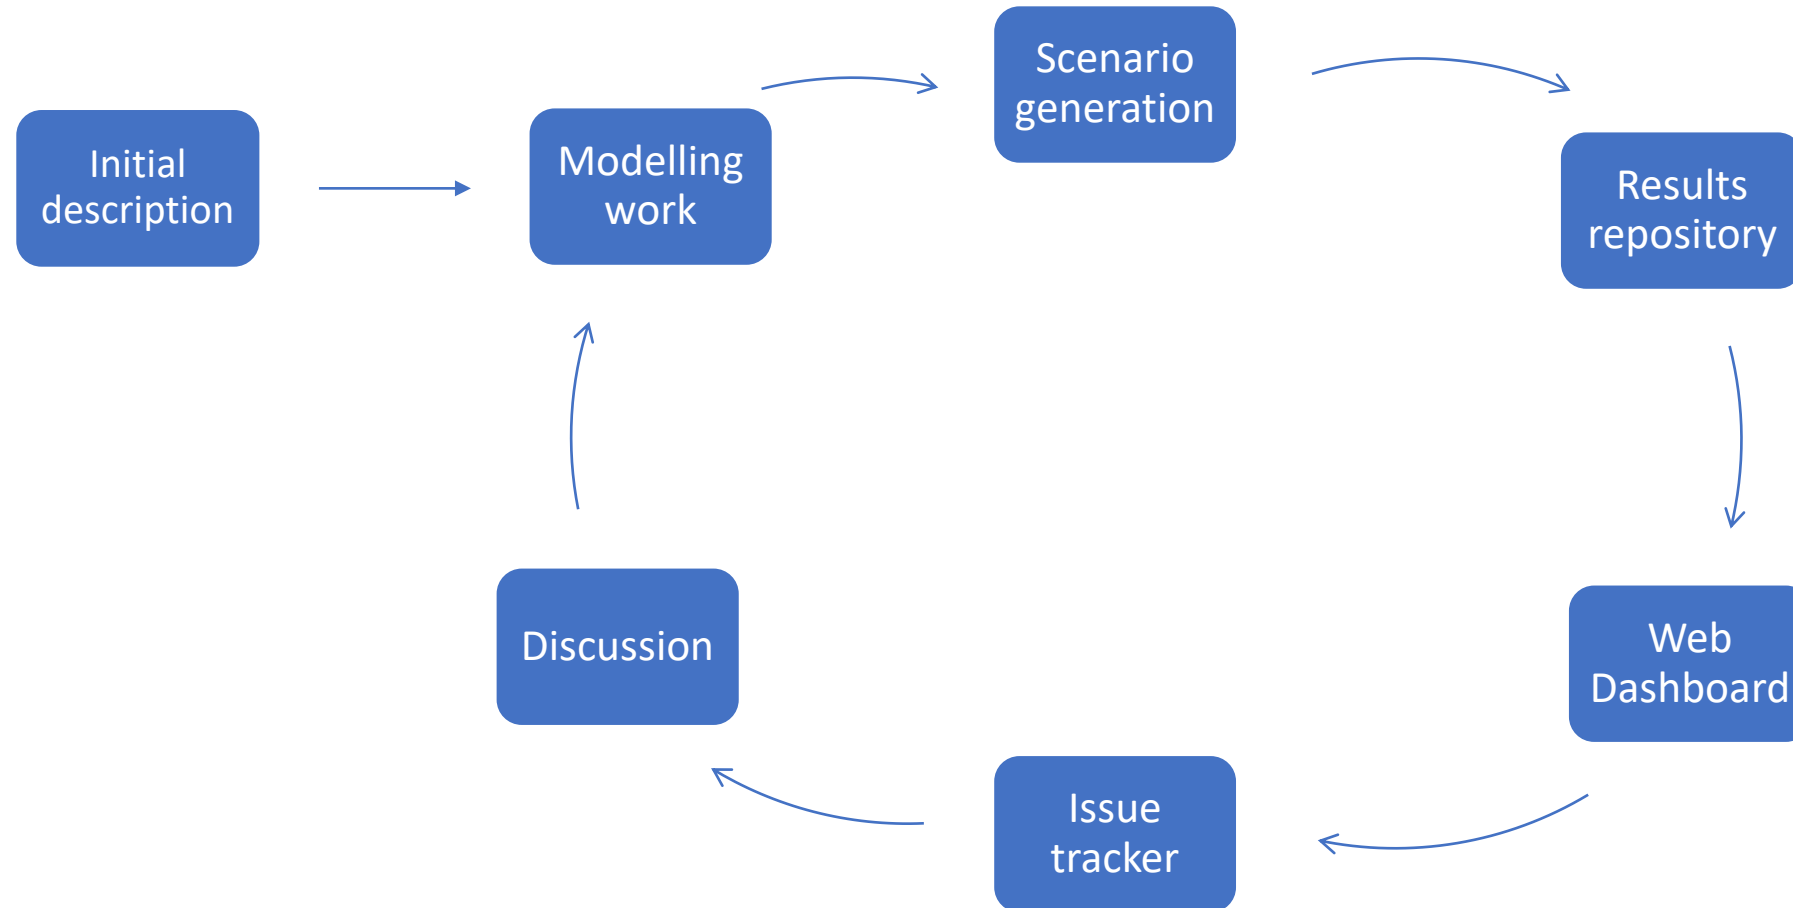 Initial
description
Modelling
work
Scenario
generation
Results
repository
Web
Dashboard
Issue
tracker
Discussion